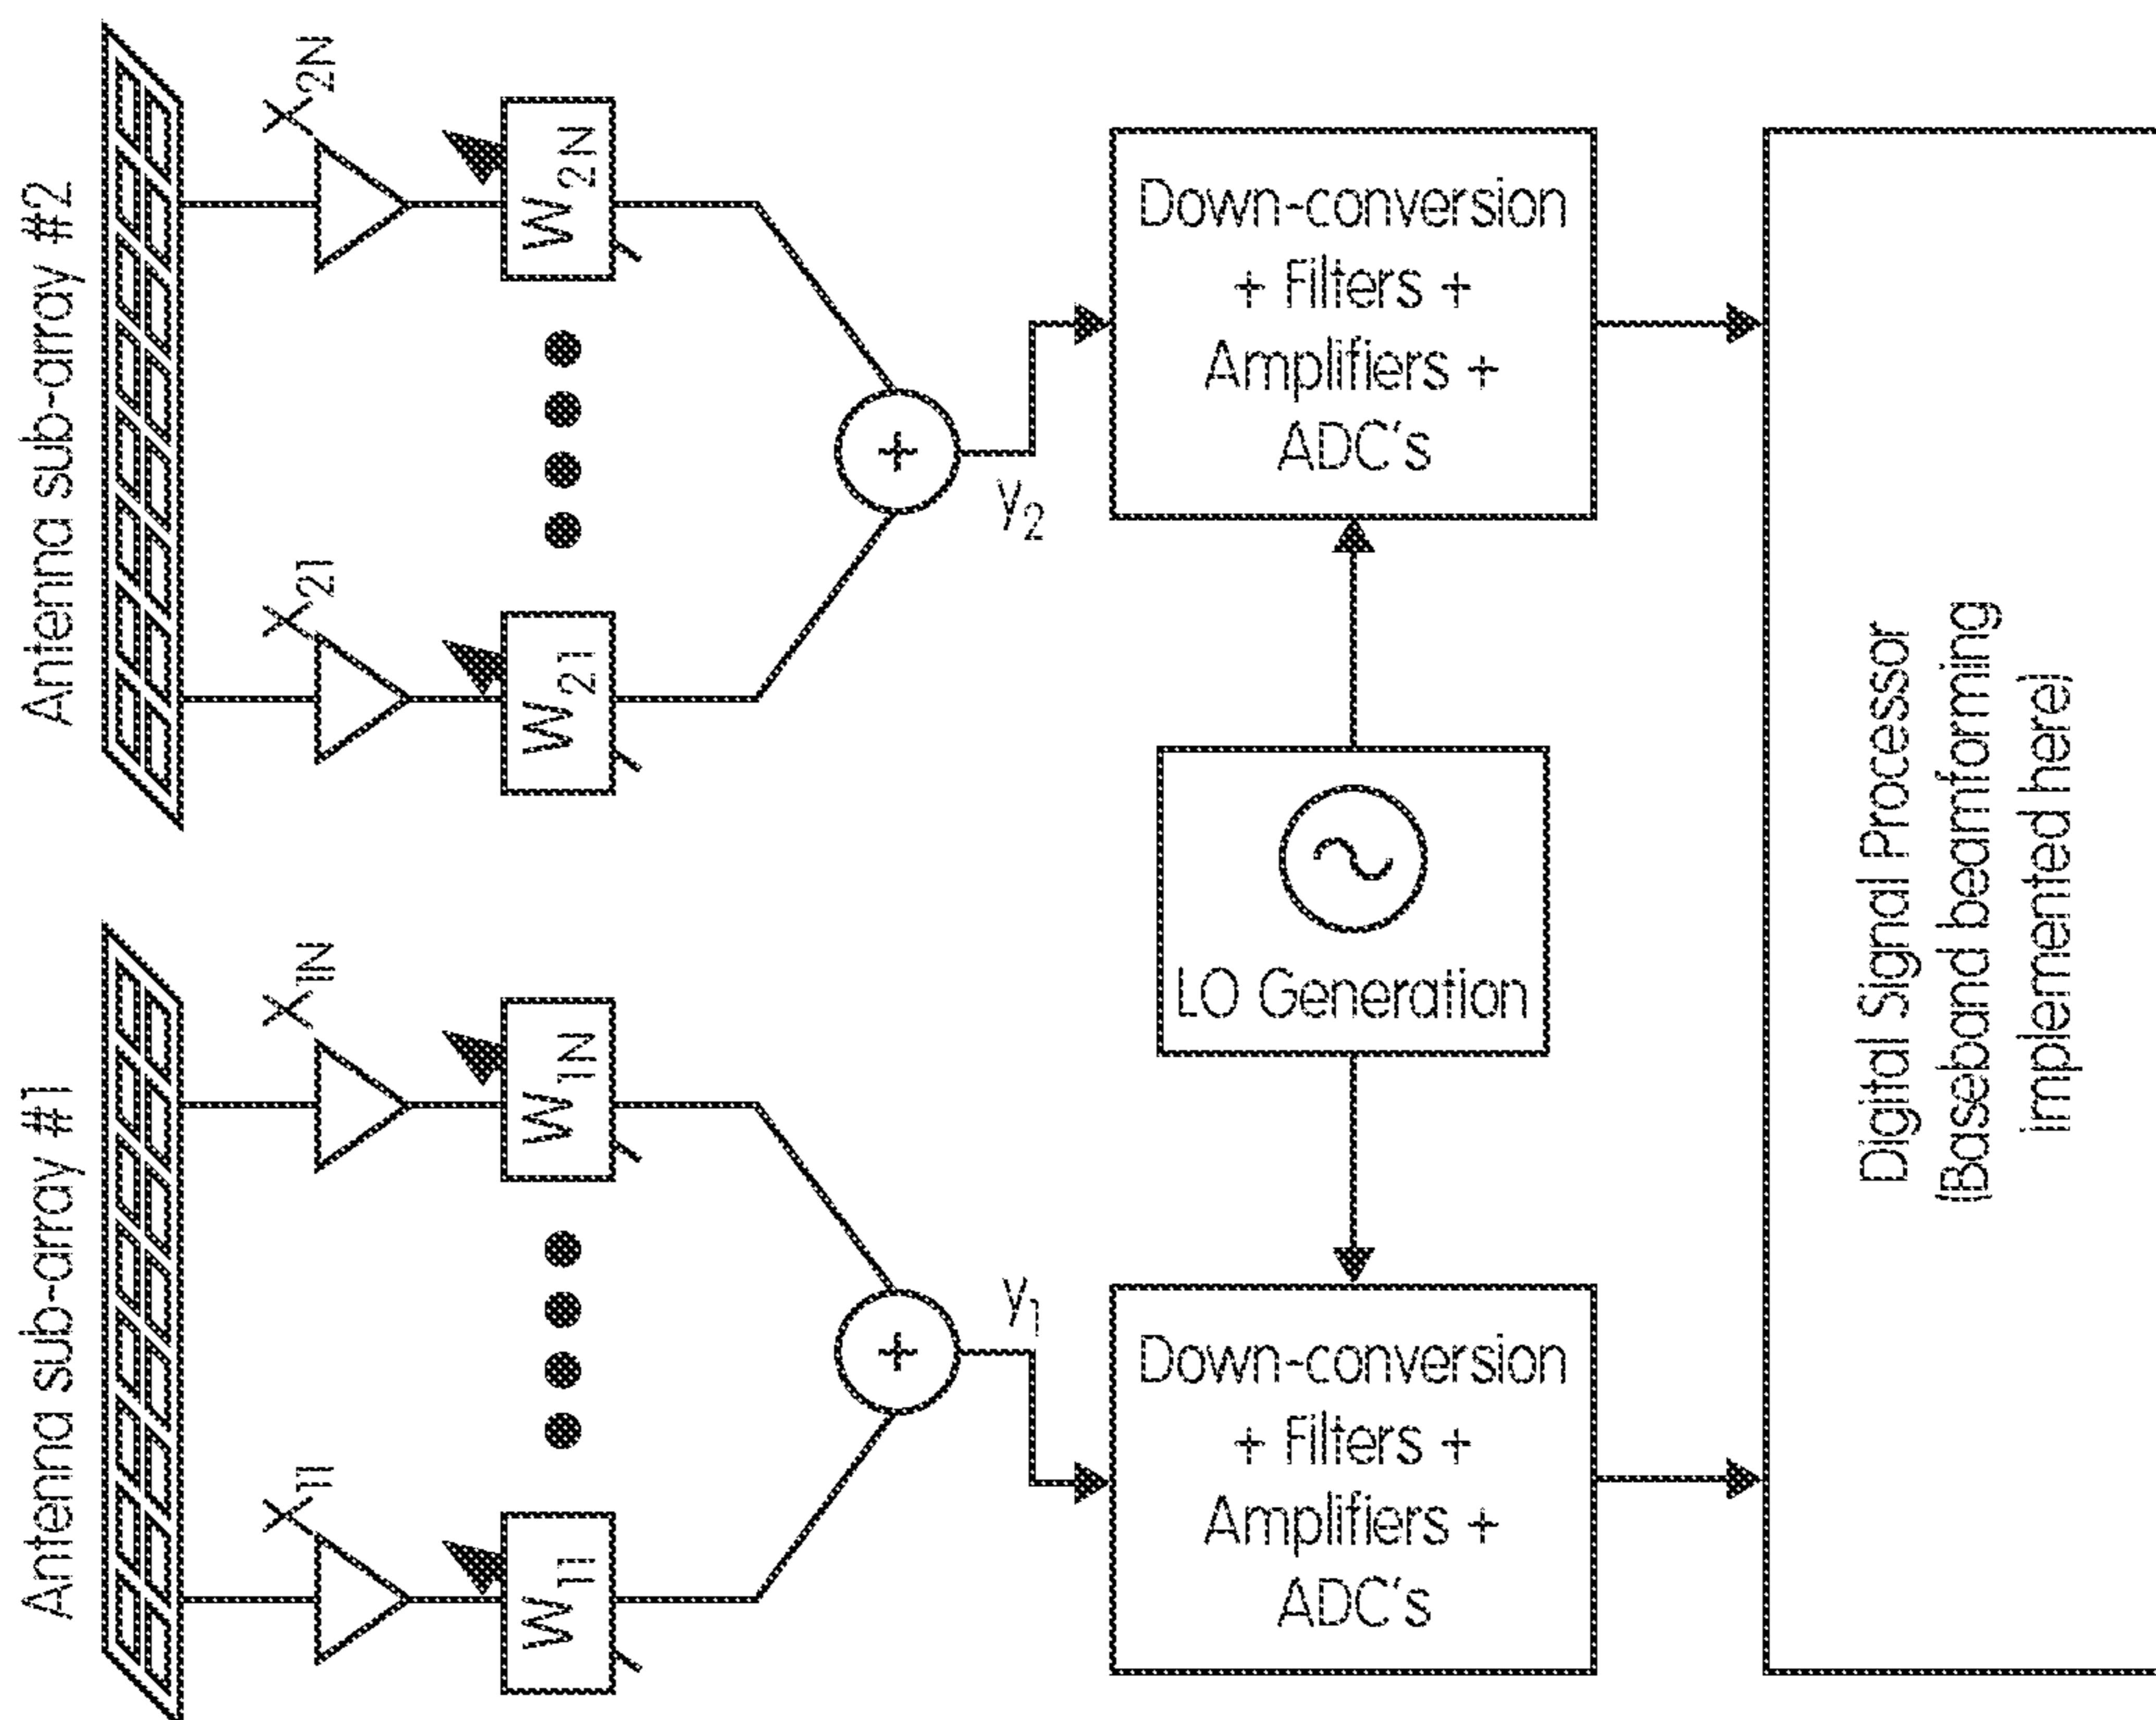 Antenna sub-array #1
X11
X1N
W11
W1N
+
y1
Antenna sub-array #2
X21
X2N
W21
W2N
+
y2
Down-conversion
+ Filters +
Amplifiers +
ADC's
LO Generation
Down-conversion
+ Filters +
Amplifiers +
ADC's
Digital Signal Processor
(Baseband beamforming
implemented here)